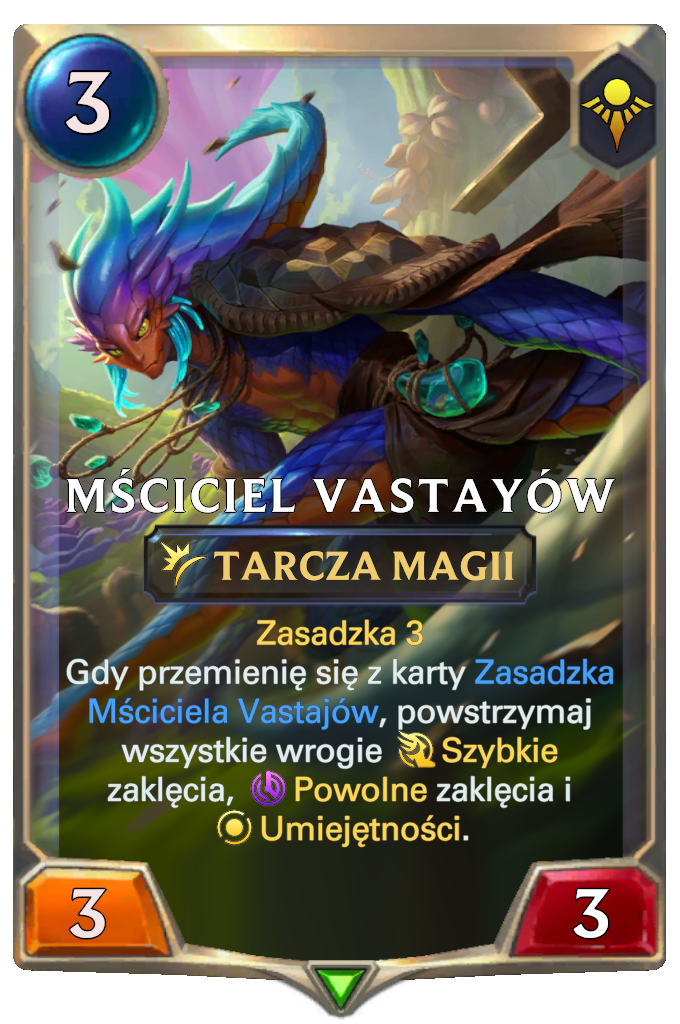 3
MŚCICIEL VASTAYÓW
TARCZA MAGII
Zasadzka 3
Gdy przemienię się z karty Zasadzka
Mściciela Vastajów, powstrzymaj
wszystkie wrogie Szybkie
zaklęcia, Powolne zaklęcia i
Umiejętności.
3
3